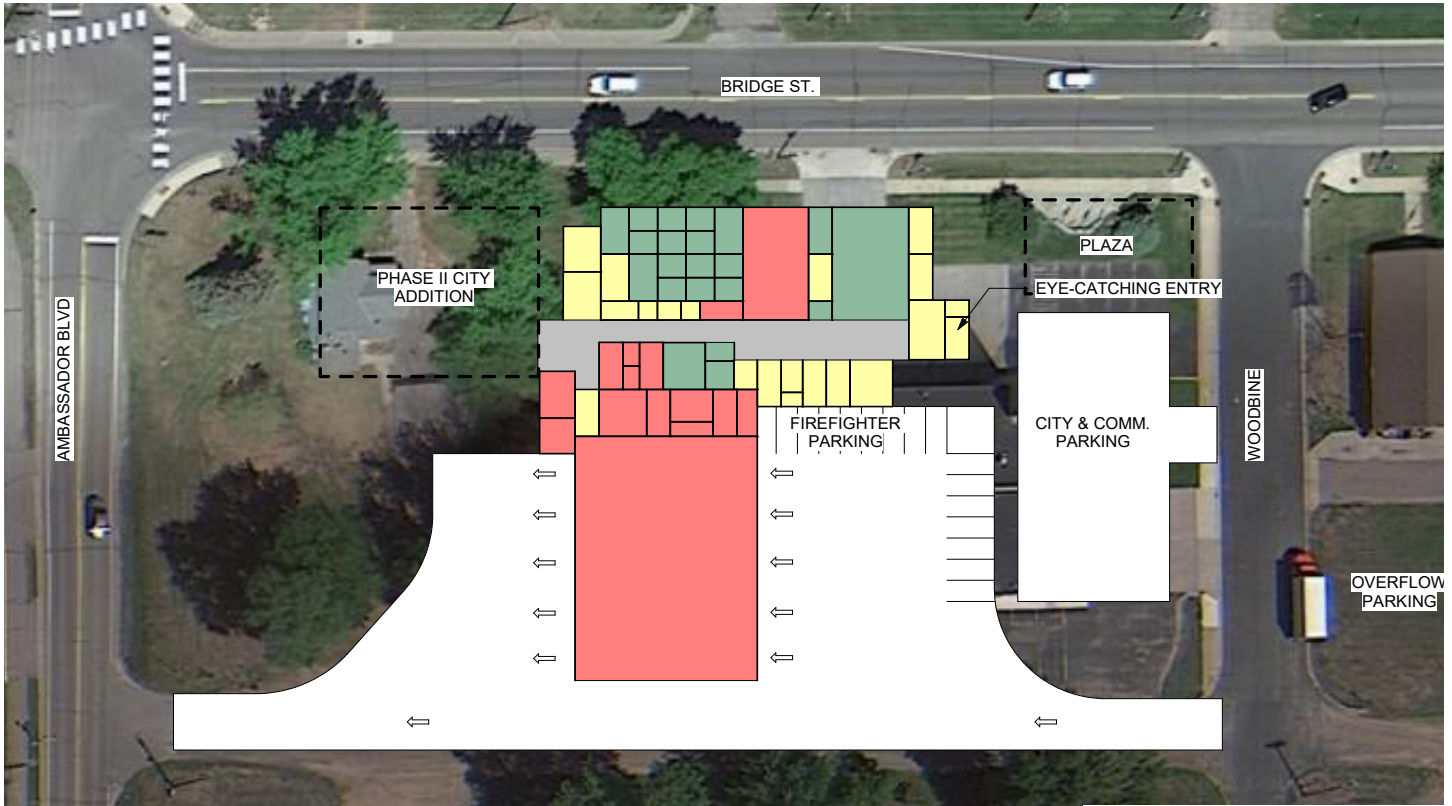 BRIDGE ST.
PLAZA
PHASE II CITY
ADDITION
EYE-CATCHING ENTRY
AMBASSADOR BLVD
FIREFIGHTER
PARKING
CITY & COMM.
PARKING
WOODBINE
OVERFLOW
PARKING